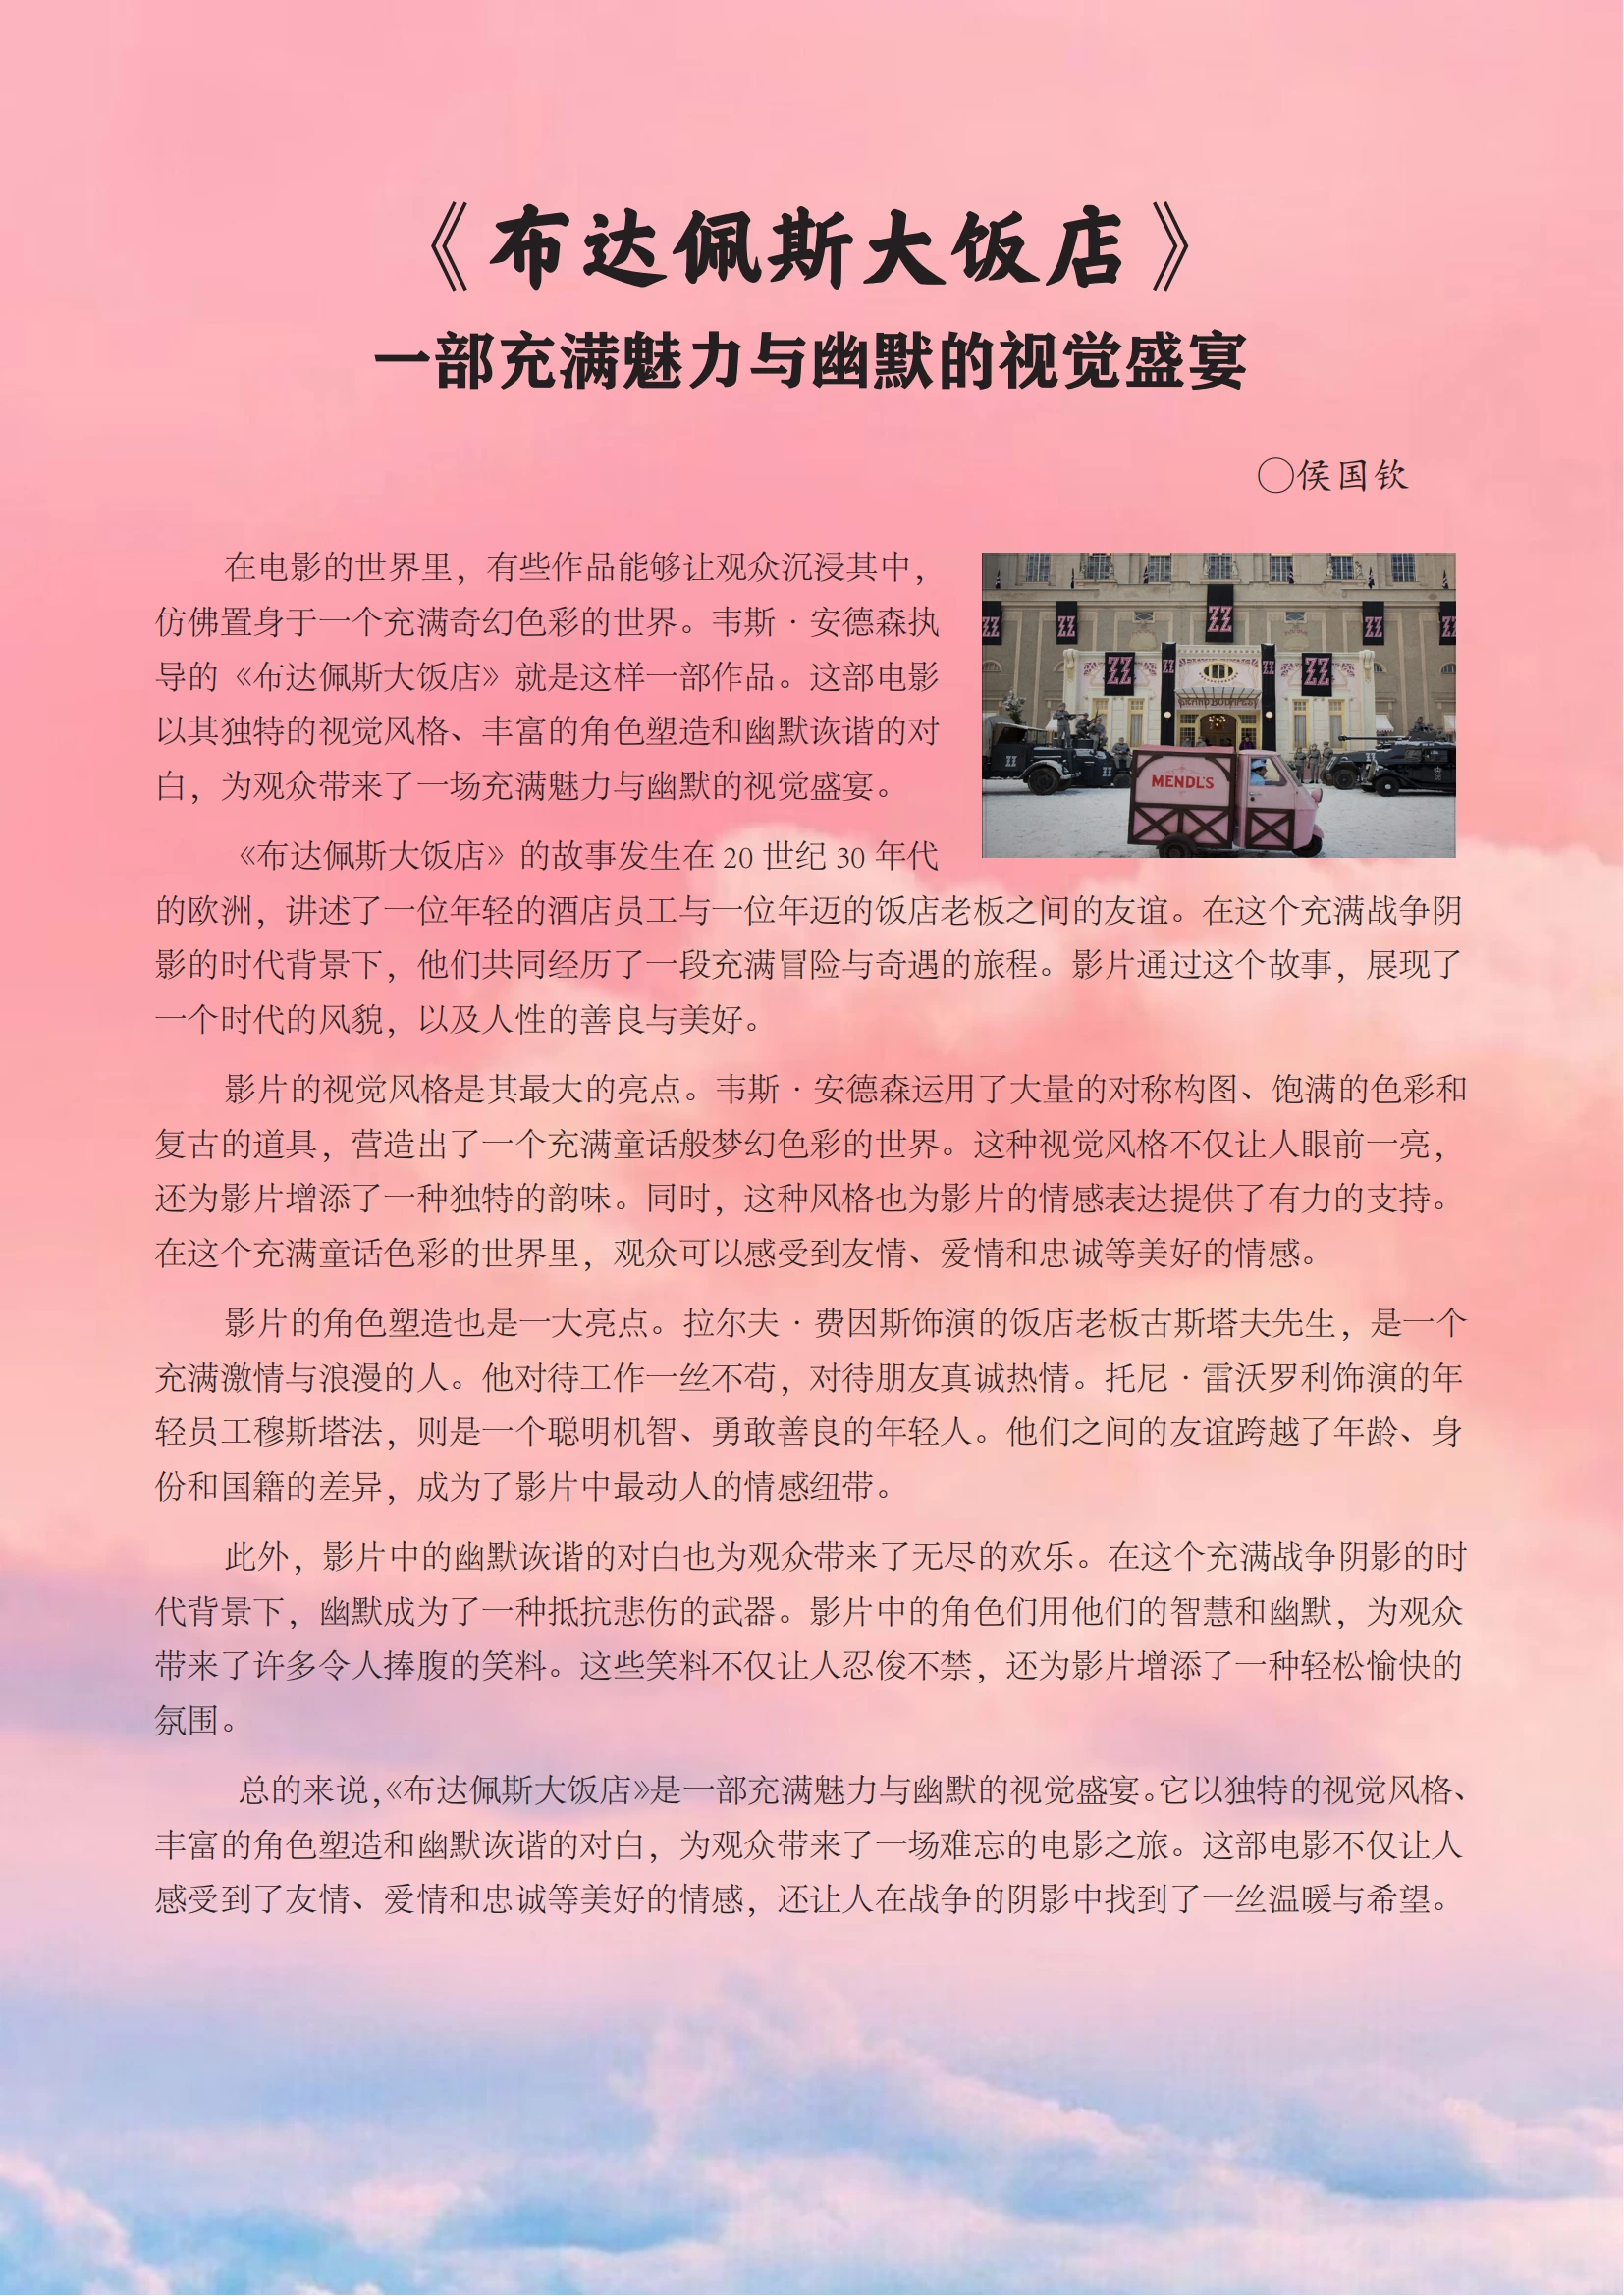 《布达佩斯大饭店》
一部充满魅力与幽默的视觉盛宴
〇侯国钦
在电影的世界里，有些作品能够让观众沉浸其中，
仿佛置身于一个充满奇幻色彩的世界。韦斯·安德森执
导的《布达佩斯大饭店》就是这样一部作品。这部电影
以其独特的视觉风格、丰富的角色塑造和幽默诙谐的对
白，为观众带来了一场充满魅力与幽默的视觉盛宴。
ZZ
ZZ
ZZ
ZZ
ZZ
ZZ
ZZ
ZZ
ZZ
GRAND BUDAPEST
ZZ
MENDL'S
《布达佩斯大饭店》的故事发生在 20 世纪 30 年代
的欧洲，讲述了一位年轻的酒店员工与一位年迈的饭店老板之间的友谊。在这个充满战争阴
影的时代背景下，他们共同经历了一段充满冒险与奇遇的旅程。影片通过这个故事，展现了
一个时代的风貌，以及人性的善良与美好。
影片的视觉风格是其最大的亮点。韦斯·安德森运用了大量的对称构图、饱满的色彩和
复古的道具，营造出了一个充满童话般梦幻色彩的世界。这种视觉风格不仅让人眼前一亮，
还为影片增添了一种独特的韵味。同时，这种风格也为影片的情感表达提供了有力的支持。
在这个充满童话色彩的世界里，观众可以感受到友情、爱情和忠诚等美好的情感。
影片的角色塑造也是一大亮点。拉尔夫·费因斯饰演的饭店老板古斯塔夫先生，是一个
充满激情与浪漫的人。他对待工作一丝不苟，对待朋友真诚热情。托尼·雷沃罗利饰演的年
轻员工穆斯塔法，则是一个聪明机智、勇敢善良的年轻人。他们之间的友谊跨越了年龄、身
份和国籍的差异，成为了影片中最动人的情感纽带。
此外，影片中的幽默诙谐的对白也为观众带来了无尽的欢乐。在这个充满战争阴影的时
代背景下，幽默成为了一种抵抗悲伤的武器。影片中的角色们用他们的智慧和幽默，为观众
带来了许多令人捧腹的笑料。这些笑料不仅让人忍俊不禁，还为影片增添了一种轻松愉快的
氛围。
总的来说，《布达佩斯大饭店》是一部充满魅力与幽默的视觉盛宴。它以独特的视觉风格、
丰富的角色塑造和幽默诙谐的对白，为观众带来了一场难忘的电影之旅。这部电影不仅让人
感受到了友情、爱情和忠诚等美好的情感，还让人在战争的阴影中找到了一丝温暖与希望。